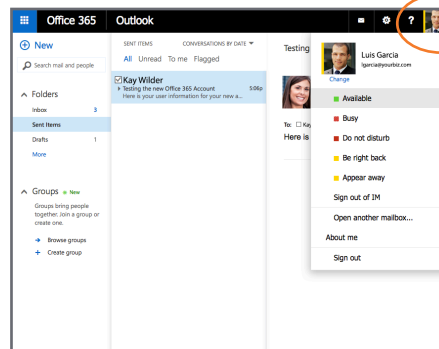 Office 365
Outlook
?
New
Search mail and people
Folders
Inbox 3
Sent Items
Drafts 1
More
Groups New
Groups bring people
together. Join a group or
create one.
Browse groups
Create group
SENT ITEMS CONVERSATIONS BY DATE
All Unread To me Flagged
Kay Wilder
Testing the new Office 365 Account 5:06p
Here is your user information for your new a...
Testing
To: Kay
Here is
Luis Garcia
lgarcia@yourbiz.com
Change
Available
Busy
Do not disturb
Be right back
Appear away
Sign out of IM
Open another mailbox...
About me
Sign out